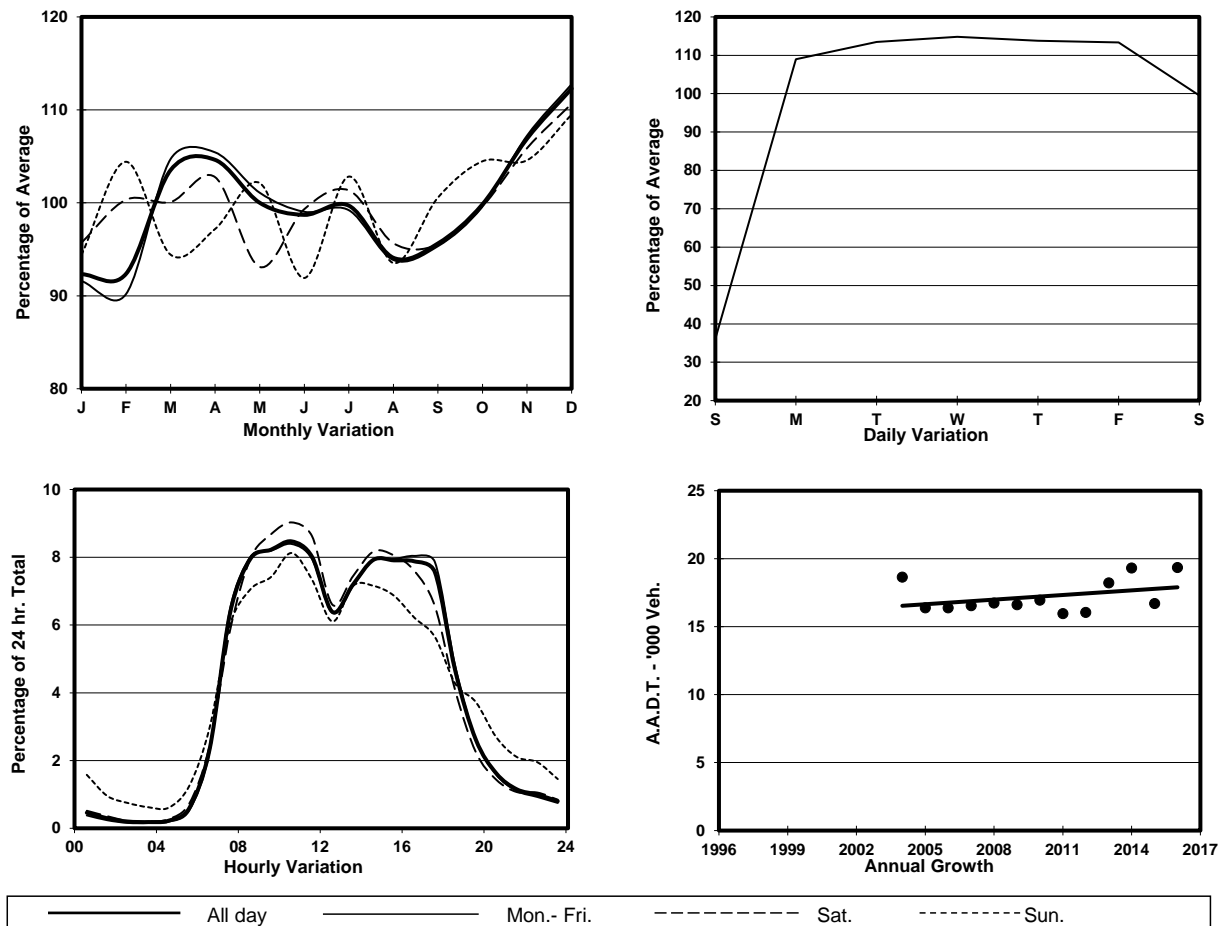 120
110
100
90
80
Percentage of Average
J F M A M J J A S O N D
Monthly Variation
120
110
100
90
80
70
60
50
40
30
20
Percentage of Average
S M T W T F S
Daily Variation
10
8
6
4
2
0
Percentage of 24 hr. Total
00 04 08 12 16 20 24
Hourly Variation
25
20
15
10
5
0
A.A.D.T. - '000 Veh.
1996 1999 2002 2005 2008 2011 2014 2017
Annual Growth
All day Mon.- Fri. Sat. Sun.